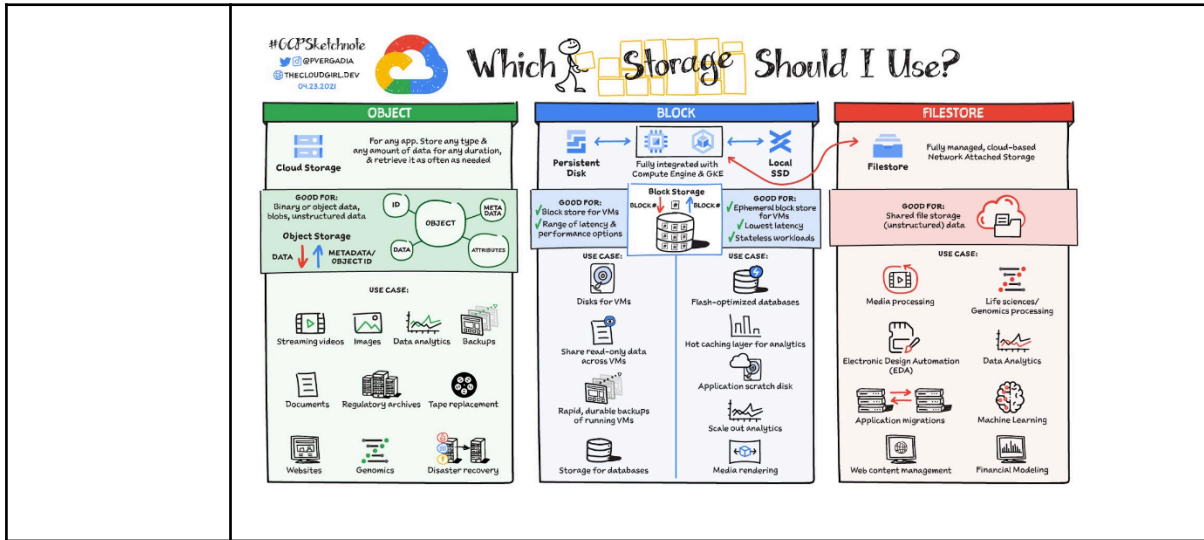 #GCPSketchnote
@PVERGADIA
THECLOUDGIRL.DEV
04.23.2021
Which Storage Should I Use?
OBJECT
Cloud Storage
For any app. Store any type &
any amount of data for any duration,
& retrieve it as often as needed
GOOD FOR:
Binary or object data,
blobs, unstructured data
Object Storage
DATA
METADATA/
OBJECT ID
ID
META
DATA
OBJECT
DATA
ATTRIBUTES
USE CASE:
Streaming videos
Images
Data analytics
Backups
Documents
Regulatory archives
Tape replacement
Websites
Genomics
Disaster recovery
BLOCK
Persistent
Disk
Fully integrated with
Compute Engine & GKE
Local
SSD
GOOD FOR:
✓Block store for VMs
✓Range of latency &
performance options
Block Storage
BLOCK#
#
BLOCK#
GOOD FOR:
✓Ephemeral block store
for VMs
✓Lowest latency
✓Stateless workloads
USE CASE:
Disks for VMs
Share read-only data
across VMs
Rapid, durable backups
of running VMs
Storage for databases
USE CASE:
Flash-optimized databases
Hot caching layer for analytics
Application scratch disk
Scale out analytics
Media rendering
FILESTORE
Filestore
Fully managed, cloud-based
Network Attached Storage
GOOD FOR:
Shared file storage
(unstructured) data
USE CASE:
Media processing
Life sciences/
Genomics processing
Electronic Design Automation
(EDA)
Data Analytics
Application migrations
Machine Learning
Web content management
Financial Modeling